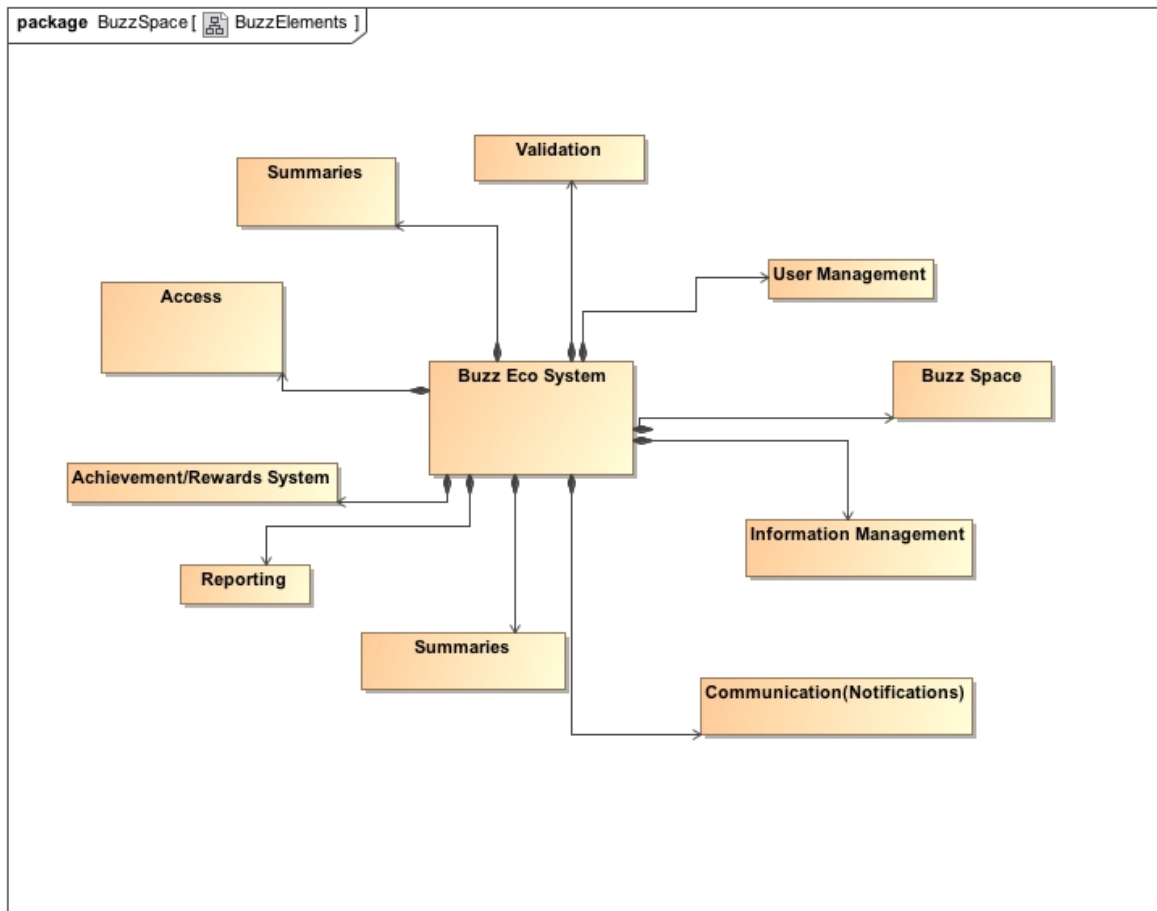 package BuzzSpace [ BuzzElements ]
Validation
Summaries
User Management
Access
Buzz Eco System
Buzz Space
Achievement/Rewards System
Information Management
Reporting
Summaries
Communication(Notifications)